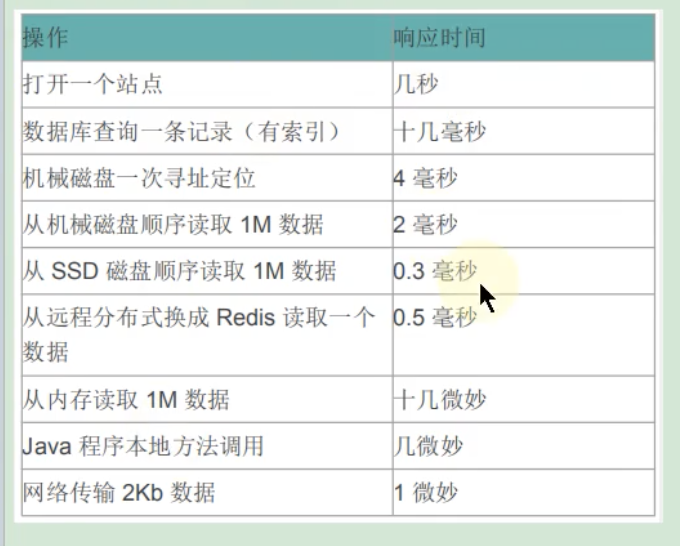 操作 响应时间
打开一个站点 几秒
数据库查询一条记录（有索引） 十几毫秒
机械磁盘一次寻址定位 4 毫秒
从机械磁盘顺序读取 1M 数据 2 毫秒
从 SSD 磁盘顺序读取 1M 数据 0.3 毫秒
从远程分布式换成 Redis 读取一个 0.5 毫秒
数据
从内存读取 1M 数据 十几微妙
Java 程序本地方法调用 几微妙
网络传输 2Kb 数据 1 微妙